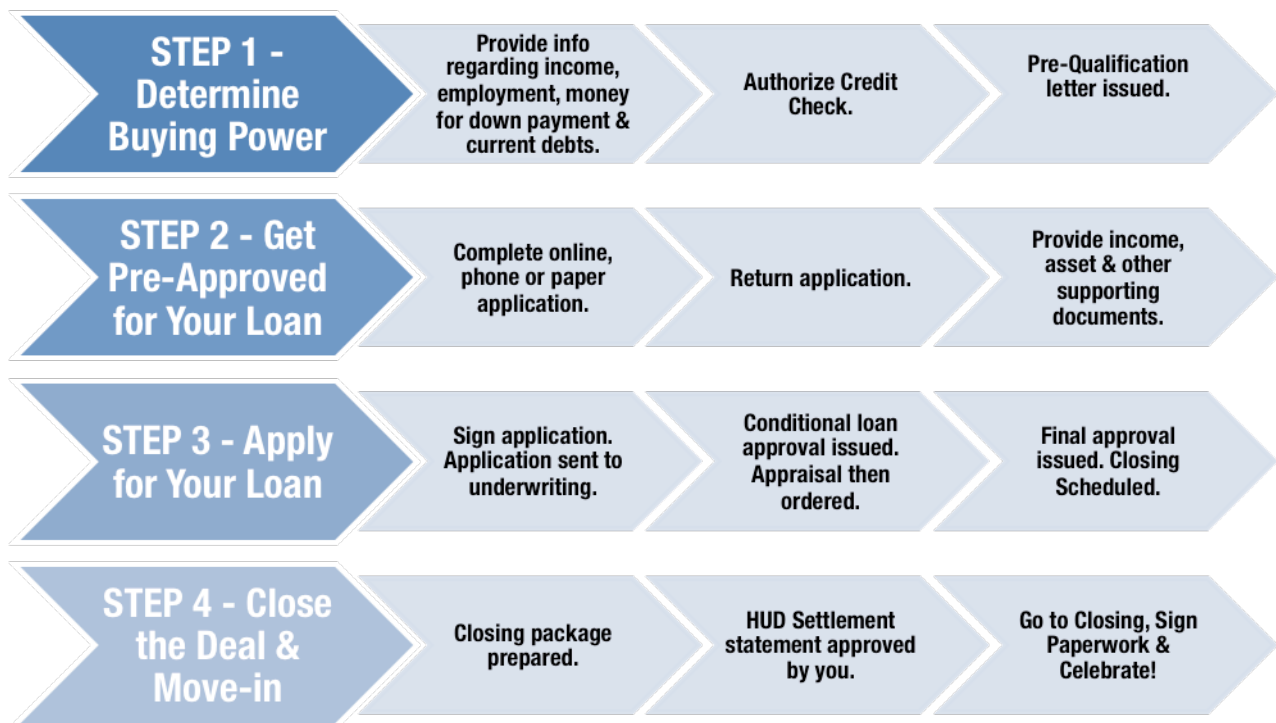 STEP 1 -
Determine
Buying Power
Provide info
regarding income,
employment, money
for down payment &
current debts.
Authorize Credit
Check.
Pre-Qualification
letter issued.
STEP 2 - Get
Pre-Approved
for Your Loan
Complete online,
phone or paper
application.
Return application.
Provide income,
asset & other
supporting
documents.
STEP 3 - Apply
for Your Loan
Sign application.
Application sent to
underwriting.
Conditional loan
approval issued.
Appraisal then
ordered.
Final approval
issued. Closing
Scheduled.
STEP 4 - Close
the Deal &
Move-in
Closing package
prepared.
HUD Settlement
statement approved
by you.
Go to Closing, Sign
Paperwork &
Celebrate!